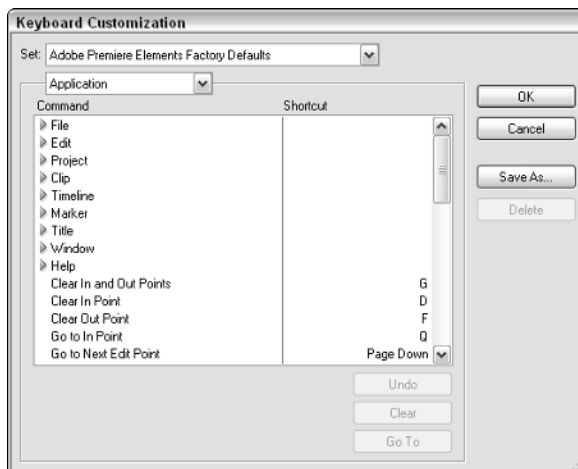 Keyboard Customization
Set: Adobe Premiere Elements Factory Defaults
Application
Command Shortcut
File
Edit
Project
Clip
Timeline
Marker
Title
Window
Help
Clear In and Out Points G
Clear In Point D
Clear Out Point F
Go to In Point Q
Go to Next Edit Point Page Down
OK
Cancel
Save As...
Delete
Undo
Clear
Go To